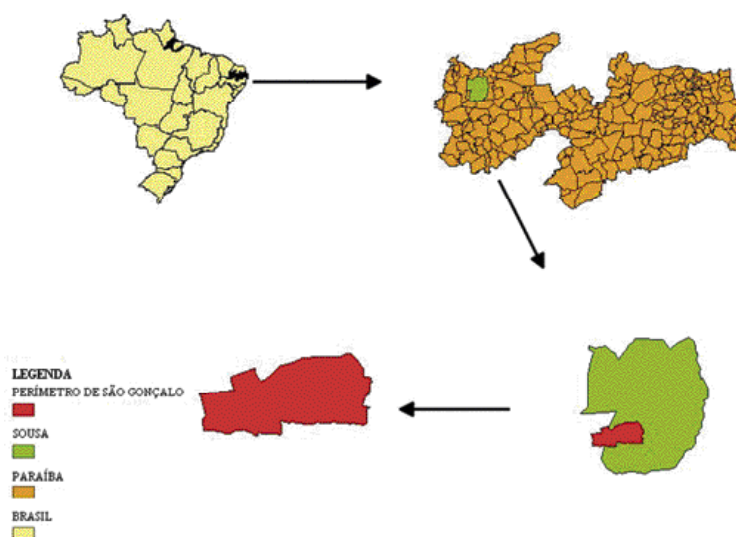 LEGENDA
PERÍMETRO DE SÃO GONÇALO
SOUSA
PARAÍBA
BRASIL